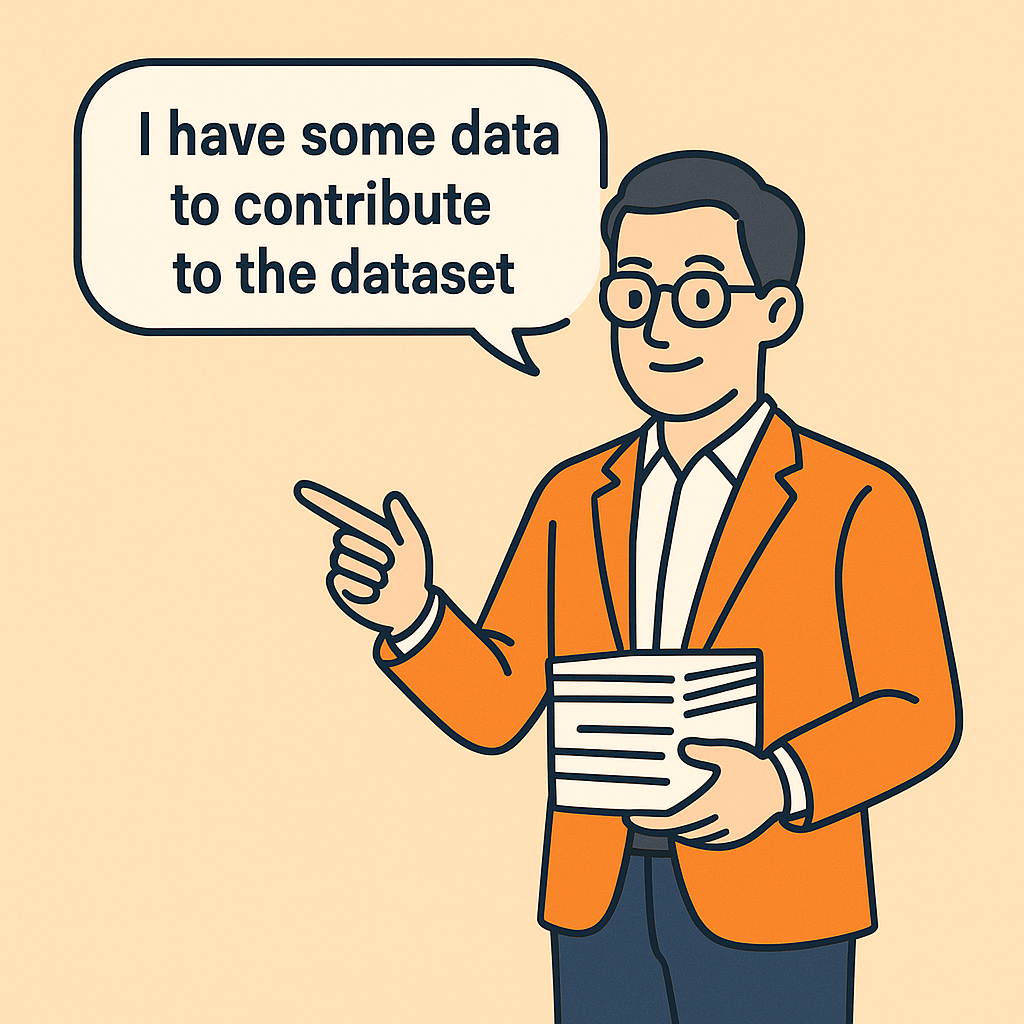 I have some data
to contribute
to the dataset